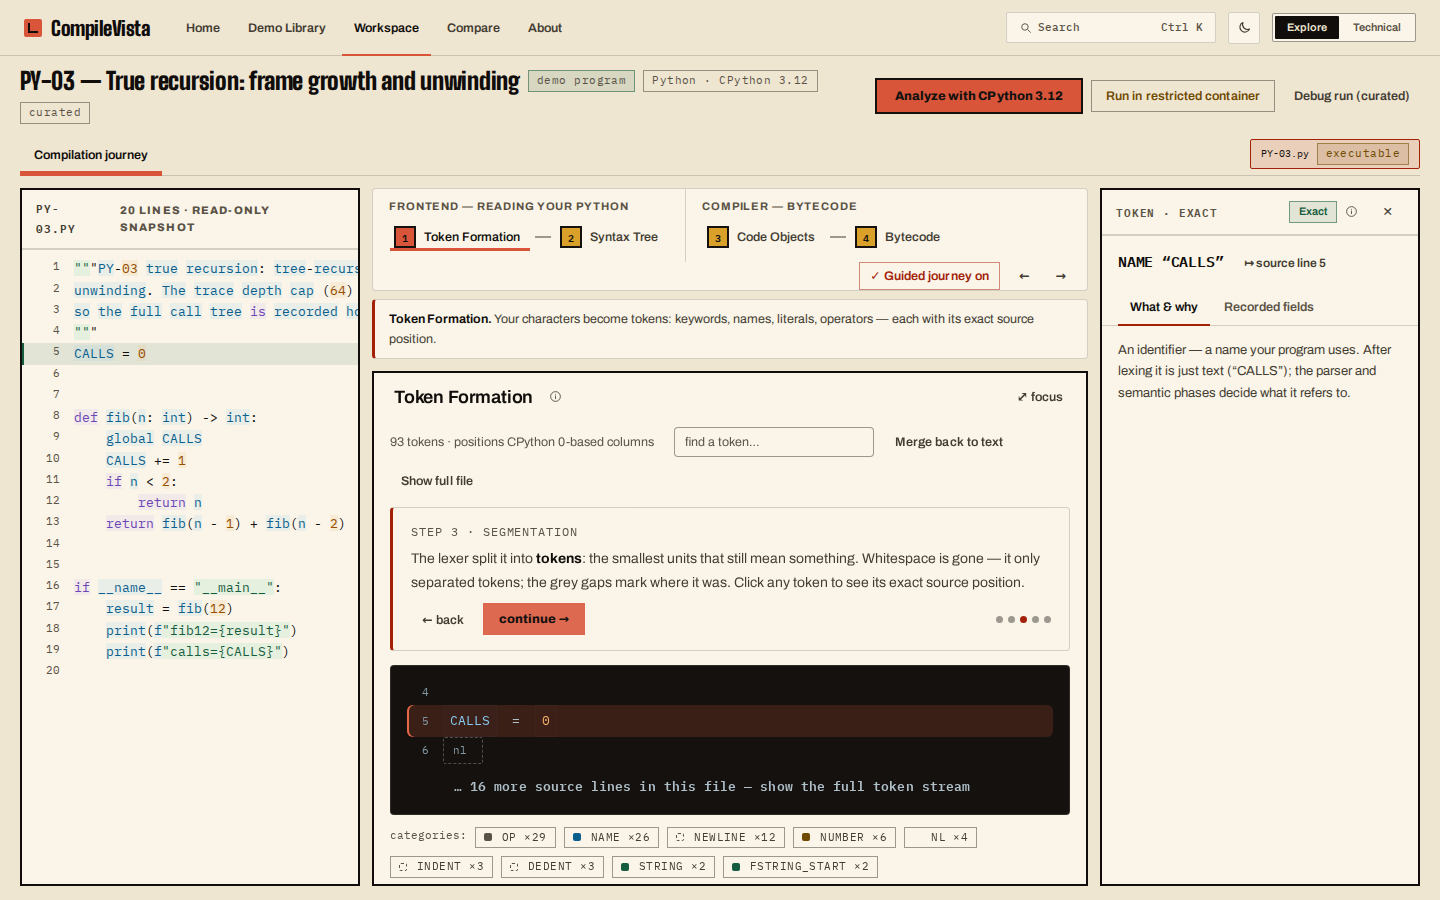 CompileVista
Home
Demo Library
Workspace
Compare
About
Search Ctrl K
Explore
Technical
PY-03 — True recursion: frame growth and unwinding
demo program
Python · CPython 3.12
curated
Analyze with CPython 3.12
Run in restricted container
Debug run (curated)
Compilation journey
PY-03.py executable
PY-
03.PY
20 LINES · READ-ONLY
SNAPSHOT
1 """PY-03 true recursion: tree-recurs
2 unwinding. The trace depth cap (64)
3 so the full call tree is recorded ho
4 """
5 CALLS = 0
6
7
8 def fib(n: int) -> int:
9 global CALLS
10 CALLS += 1
11 if n < 2:
12 return n
13 return fib(n - 1) + fib(n - 2)
14
15
16 if __name__ == "__main__":
17 result = fib(12)
18 print(f"fib12={result}")
19 print(f"calls={CALLS}")
20
FRONTEND — READING YOUR PYTHON
1 Token Formation — 2 Syntax Tree
COMPILER — BYTECODE
3 Code Objects — 4 Bytecode
✓ Guided journey on ← →
Token Formation. Your characters become tokens: keywords, names, literals, operators — each with its exact source
position.
Token Formation
⤢ focus
93 tokens · positions CPython 0-based columns
find a token…
Merge back to text
Show full file
STEP 3 · SEGMENTATION
The lexer split it into tokens: the smallest units that still mean something. Whitespace is gone — it only
separated tokens; the grey gaps mark where it was. Click any token to see its exact source position.
← back
continue →
4
5 CALLS = 0
6 nl
… 16 more source lines in this file — show the full token stream
categories: OP ×29 NAME ×26 NEWLINE ×12 NUMBER ×6 NL ×4
INDENT ×3 DEDENT ×3 STRING ×2 FSTRING_START ×2
TOKEN · EXACT
Exact
✕
NAME “CALLS” ↦ source line 5
What & why
Recorded fields
An identifier — a name your program uses. After
lexing it is just text (“CALLS”); the parser and
semantic phases decide what it refers to.